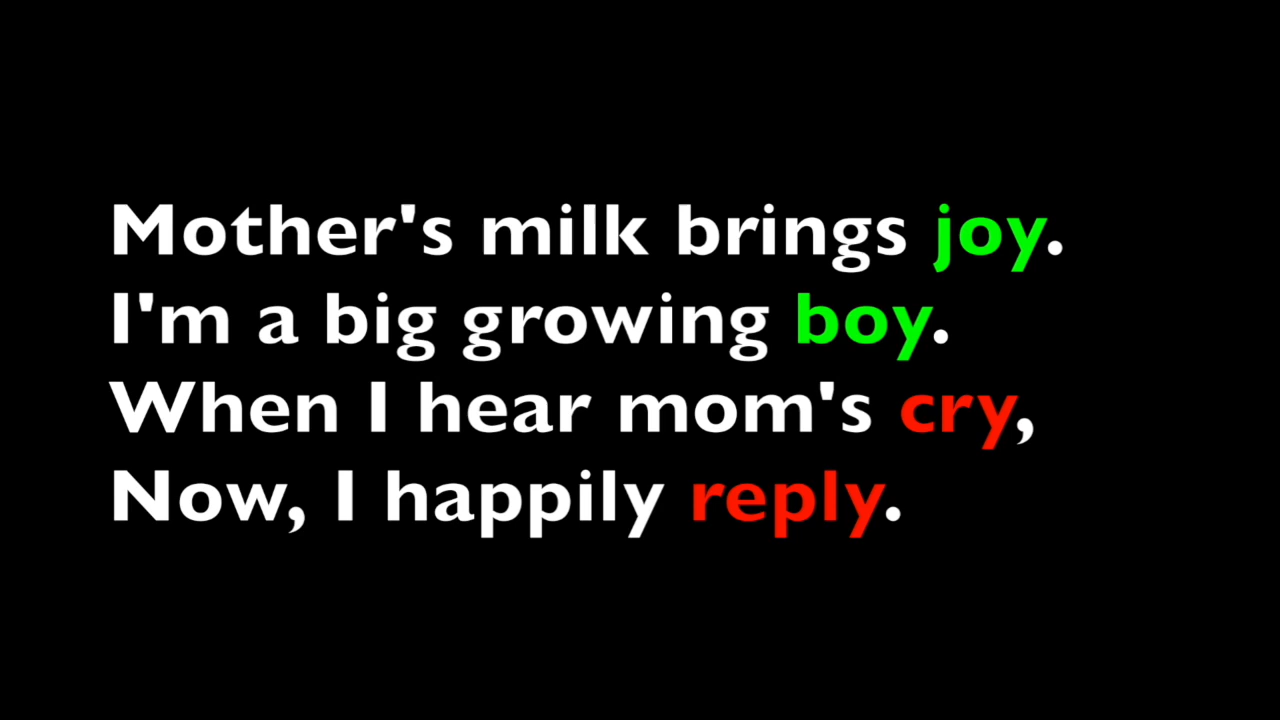 Mother's milk brings joy.
I'm a big growing boy.
When I hear mom's cry,
Now, I happily reply.